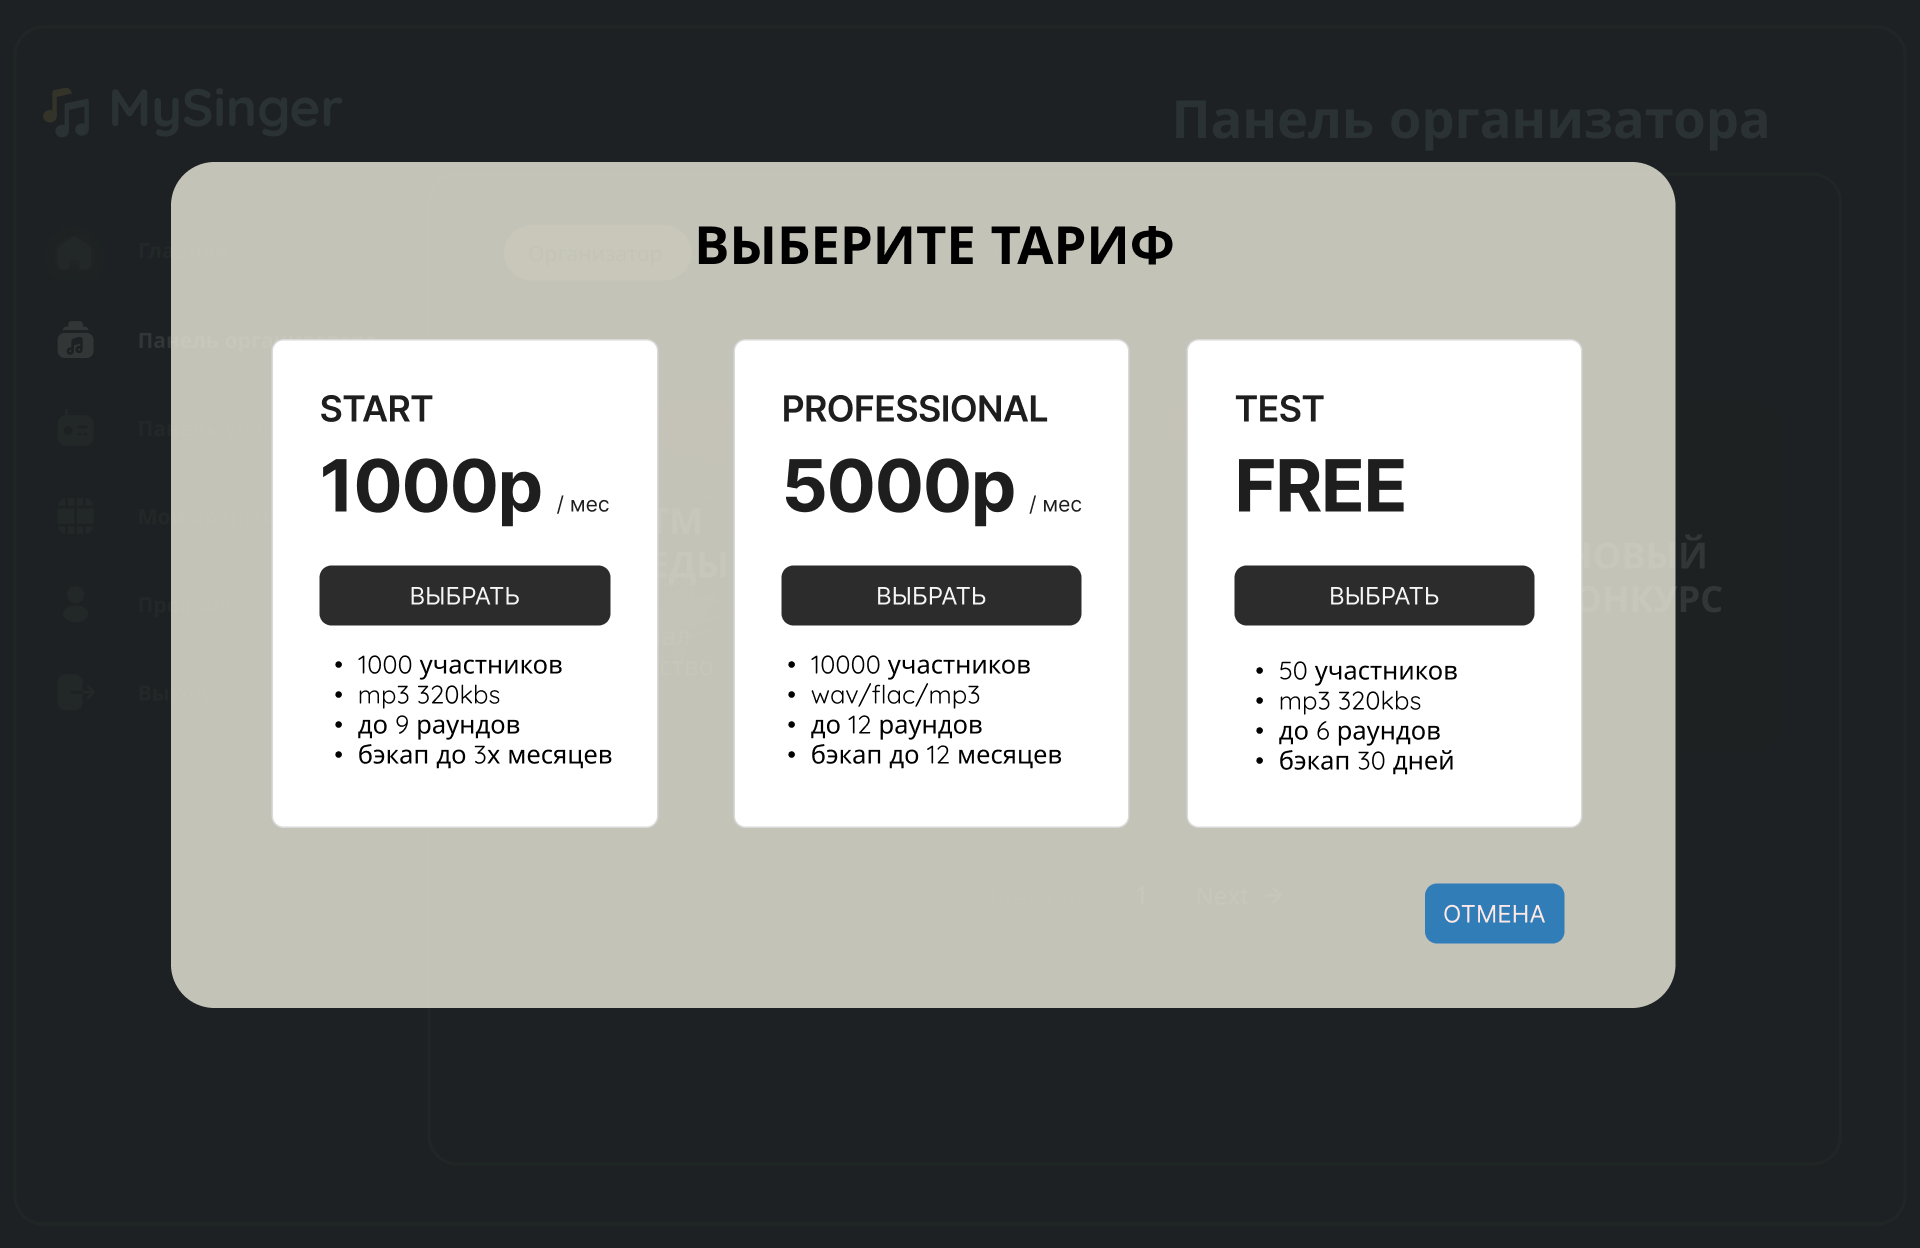 MySinger
Панель организатора
Организатор
ВЫБЕРИТЕ ТАРИФ
START
1000р / мес
ВЫБРАТЬ
• 1000 участников
• mp3 320kbs
• до 9 раундов
• бэкап до 3х месяцев
PROFESSIONAL
5000р / мес
ВЫБРАТЬ
• 10000 участников
• wav/flac/mp3
• до 12 раундов
• бэкап до 12 месяцев
TEST
FREE
ВЫБРАТЬ
• 50 участников
• mp3 320kbs
• до 6 раундов
• бэкап 30 дней
1 Next →
ОТМЕНА